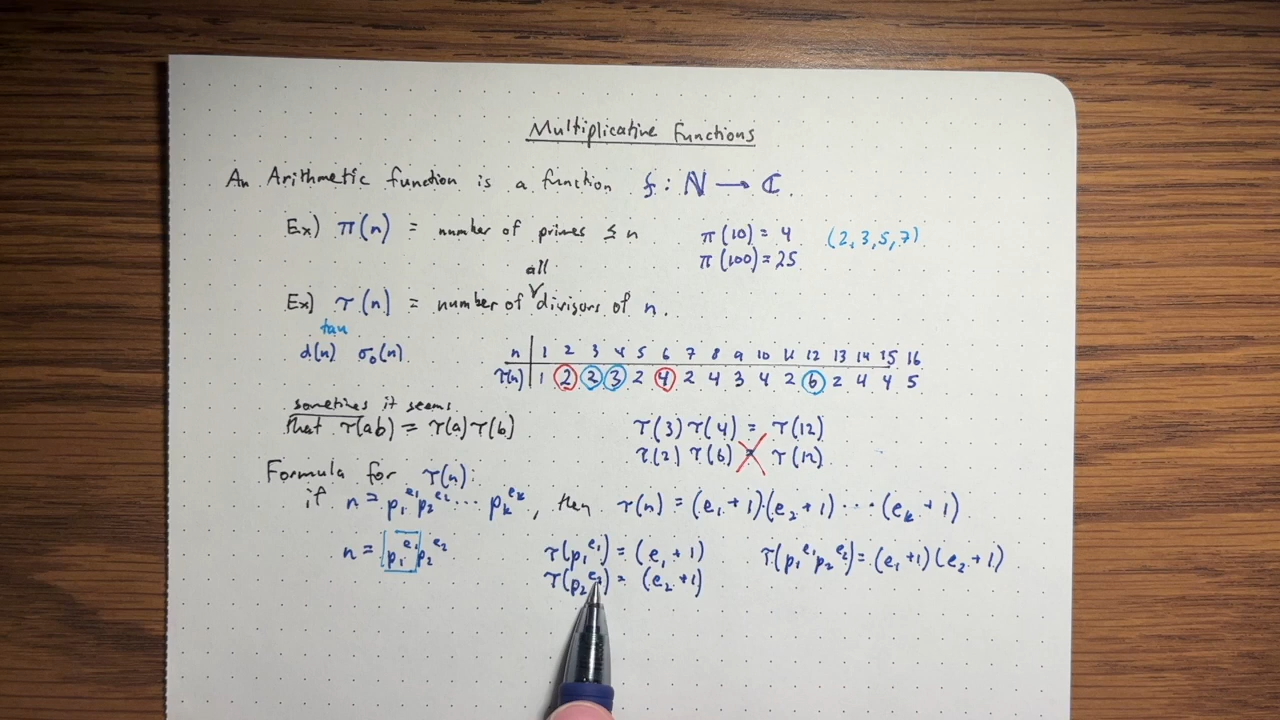 Multiplicative Functions
An Arithmetic function is a function f : ℕ → ℂ.
Ex) π(n) = number of primes ≤ n
π(10) = 4 (2, 3, 5, 7)
π(100) = 25
all
Ex) τ(n) = number of divisors of n.
tau
d(n) σ₀(n)
n 1 2 3 4 5 6 7 8 9 10 11 12 13 14 15 16
τ(n) 1 2 2 3 2 4 2 4 3 4 2 6 2 4 4 5
sometimes it seems
that τ(ab) = τ(a)τ(b)
τ(3) τ(4) = τ(12)
τ(2) τ(6) = τ(12)
Formula for τ(n):
if n = p₁^e₁ p₂^e₂ ... pₖ^eₖ, then τ(n) = (e₁+1)(e₂+1)...(eₖ+1).
n = p₁^e₁ p₂^e₂
τ(p₁^e₁) = (e₁+1)
τ(p₂^e₂) = (e₂+1)
τ(p₁^e₁ p₂^e₂) = (e₁+1)(e₂+1)